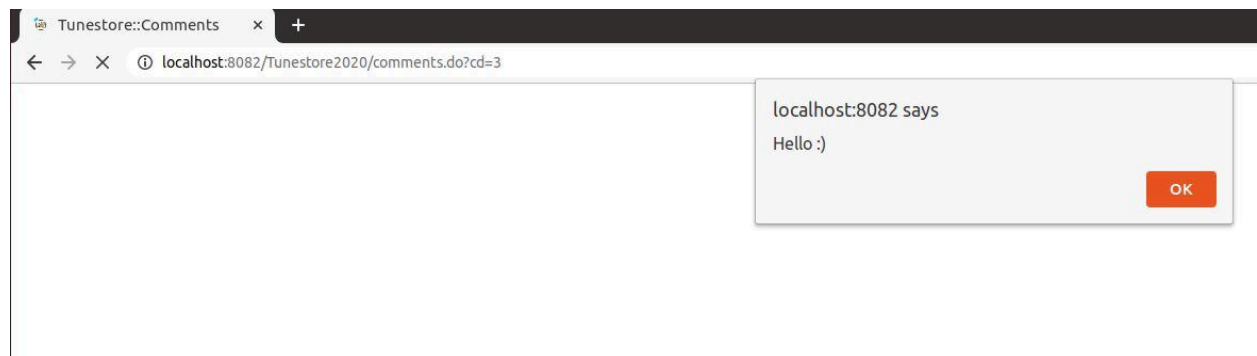 Tunestore::Comments
localhost:8082/Tunestore2020/comments.do?cd=3
localhost:8082 says
Hello :)
OK